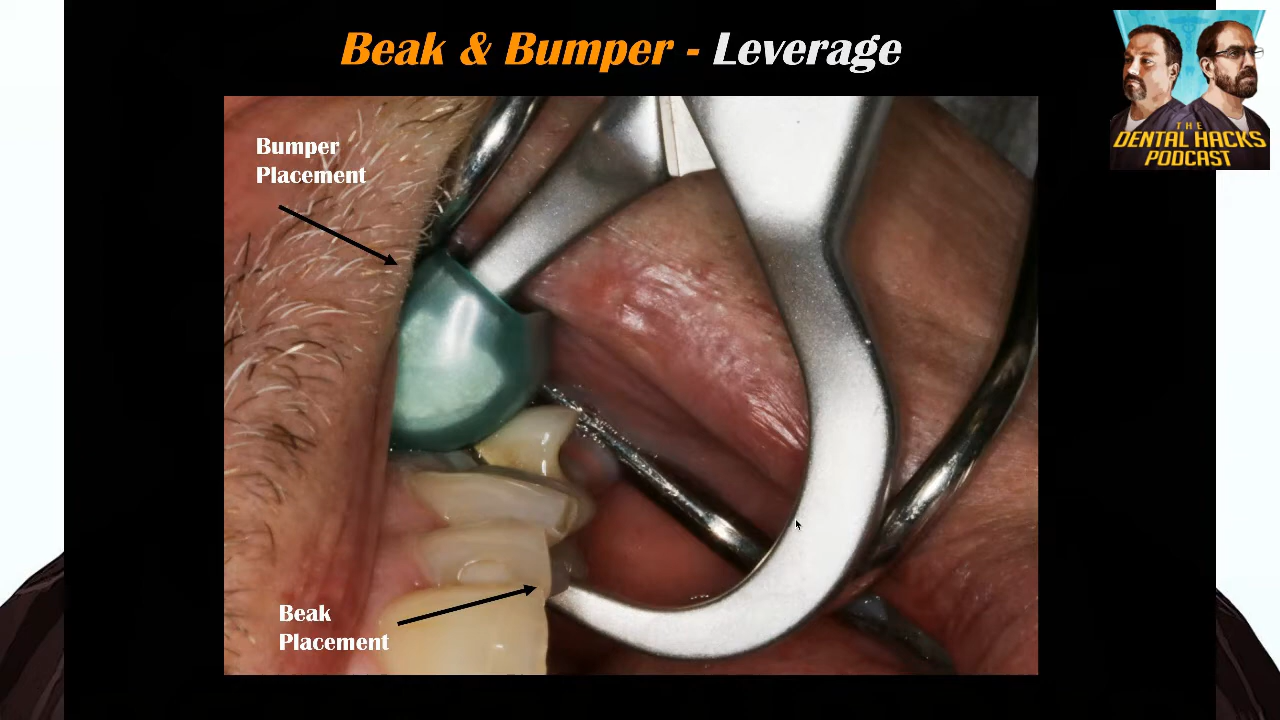 Beak & Bumper - Leverage
THE
DENTAL HACKS
PODCAST
Bumper
Placement
Beak
Placement